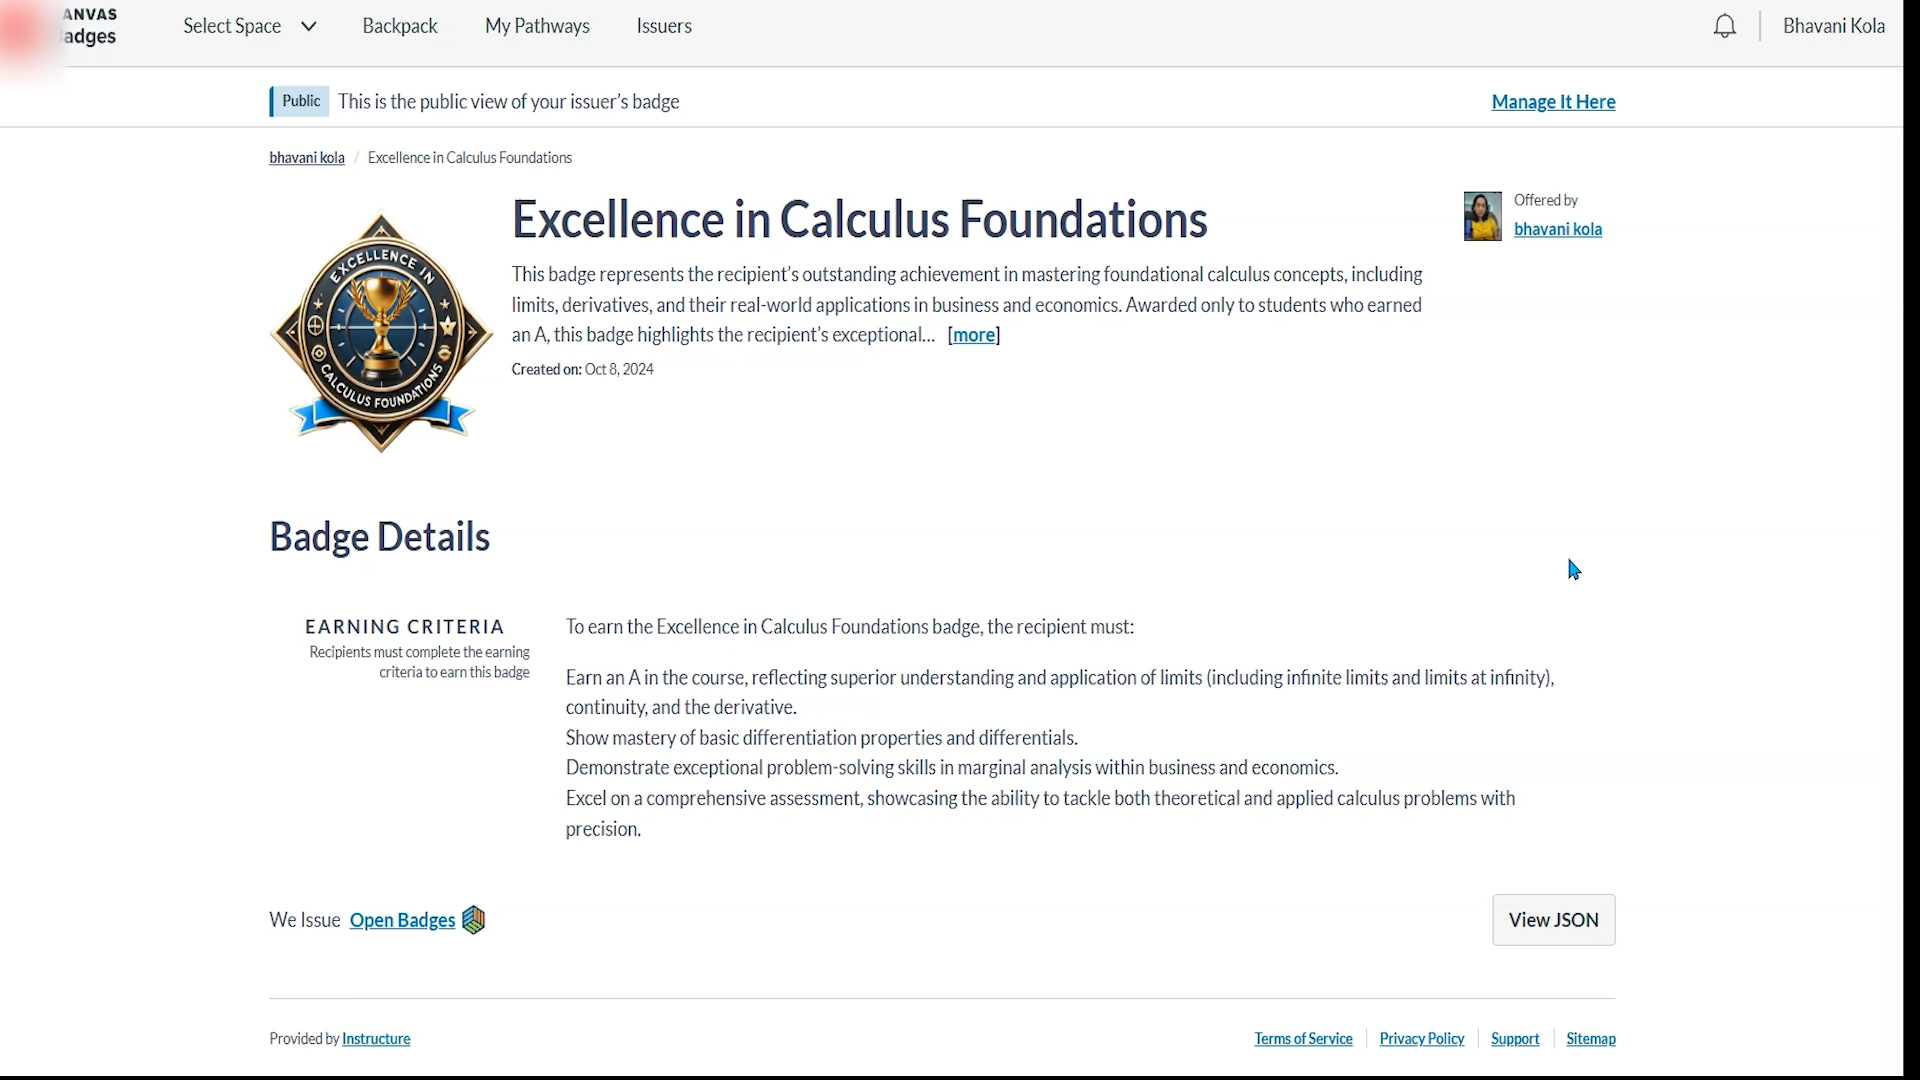 ANVAS
adges
Select Space
Backpack
My Pathways
Issuers
Bhavani Kola
Public
This is the public view of your issuer's badge
Manage It Here
bhavani kola / Excellence in Calculus Foundations
EXCELLENCE IN
CALCULUS FOUNDATIONS
Excellence in Calculus Foundations
This badge represents the recipient's outstanding achievement in mastering foundational calculus concepts, including
limits, derivatives, and their real-world applications in business and economics. Awarded only to students who earned
an A, this badge highlights the recipient's exceptional... [more]
Created on: Oct 8, 2024
Offered by
bhavani kola
Badge Details
EARNING CRITERIA
Recipients must complete the earning
criteria to earn this badge
To earn the Excellence in Calculus Foundations badge, the recipient must:
Earn an A in the course, reflecting superior understanding and application of limits (including infinite limits and limits at infinity),
continuity, and the derivative.
Show mastery of basic differentiation properties and differentials.
Demonstrate exceptional problem-solving skills in marginal analysis within business and economics.
Excel on a comprehensive assessment, showcasing the ability to tackle both theoretical and applied calculus problems with
precision.
We Issue Open Badges
View JSON
Provided by Instructure
Terms of Service
Privacy Policy
Support
Sitemap